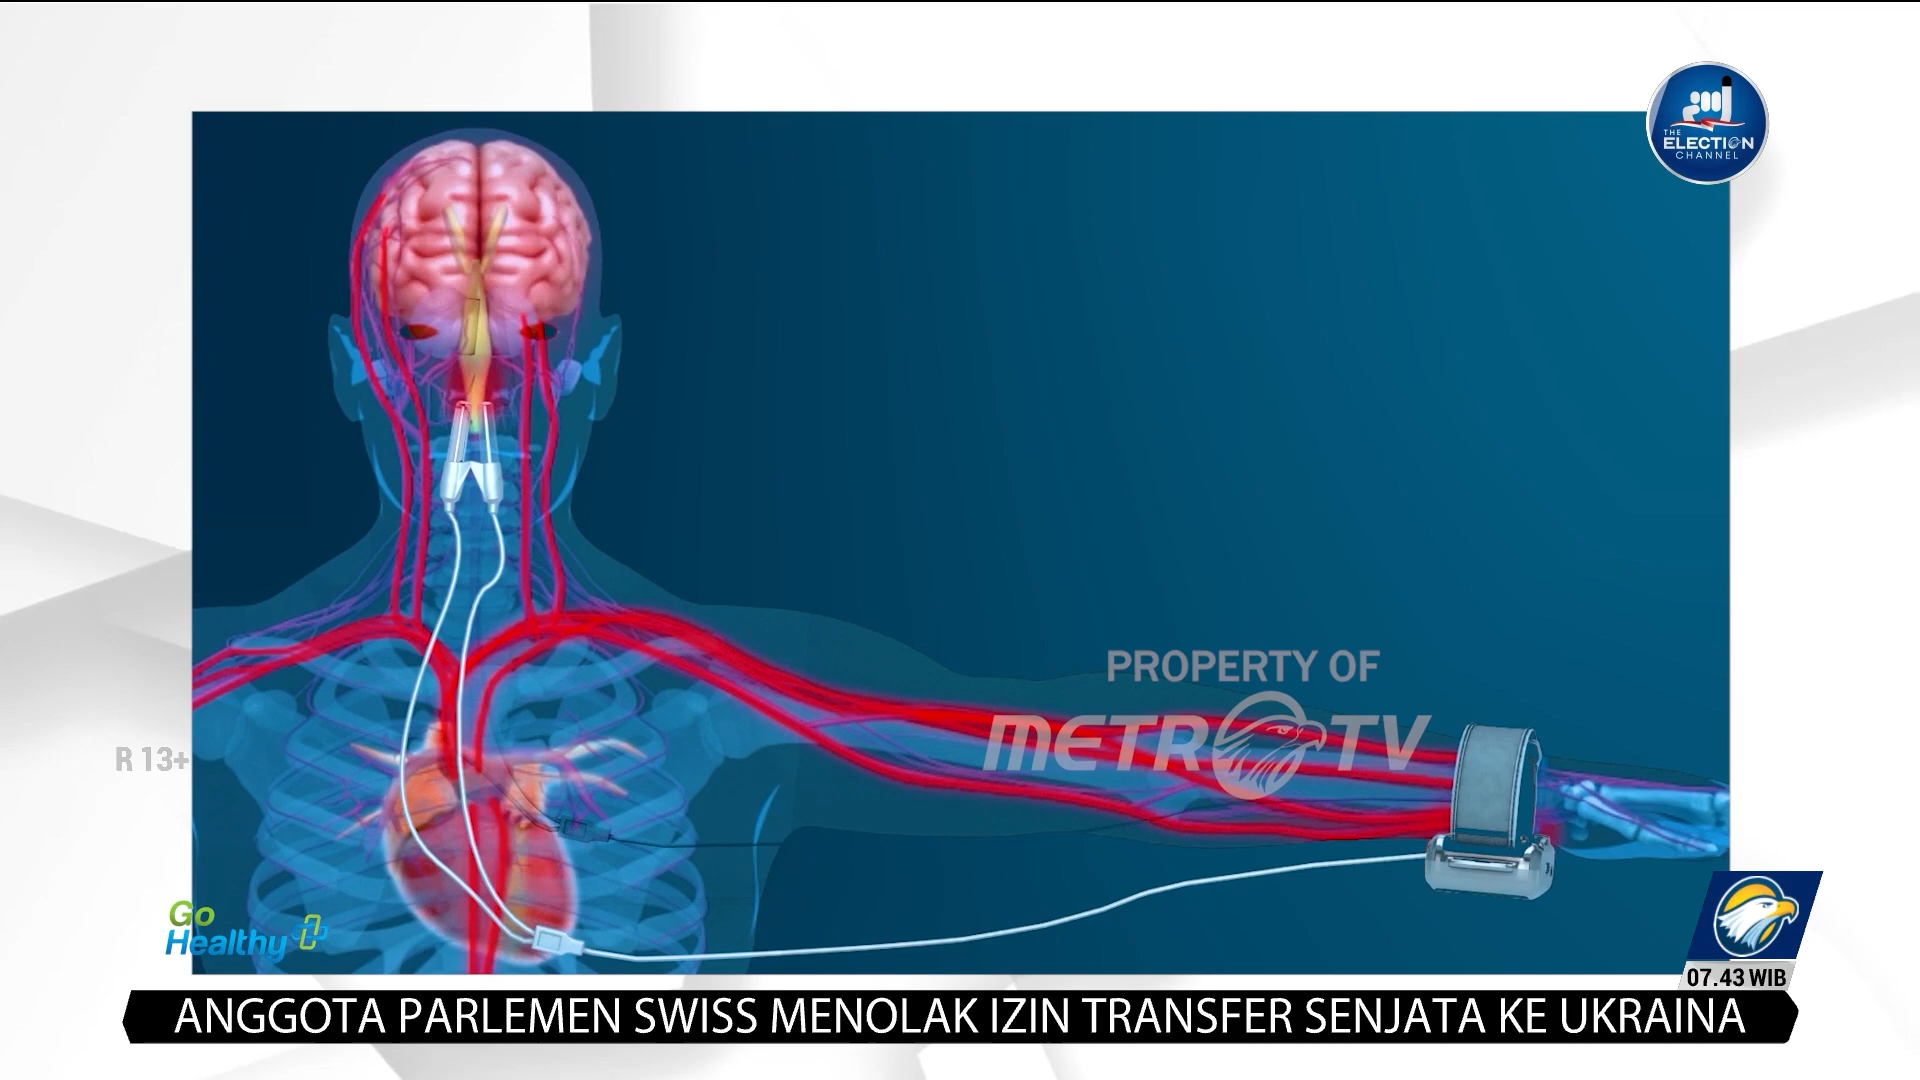 THE
ELECTION
CHANNEL
PROPERTY OF
METRO TV
R 13+
Go
Healthy
07.43 WIB
ANGGOTA PARLEMEN SWISS MENOLAK IZIN TRANSFER SENJATA KE UKRAINA